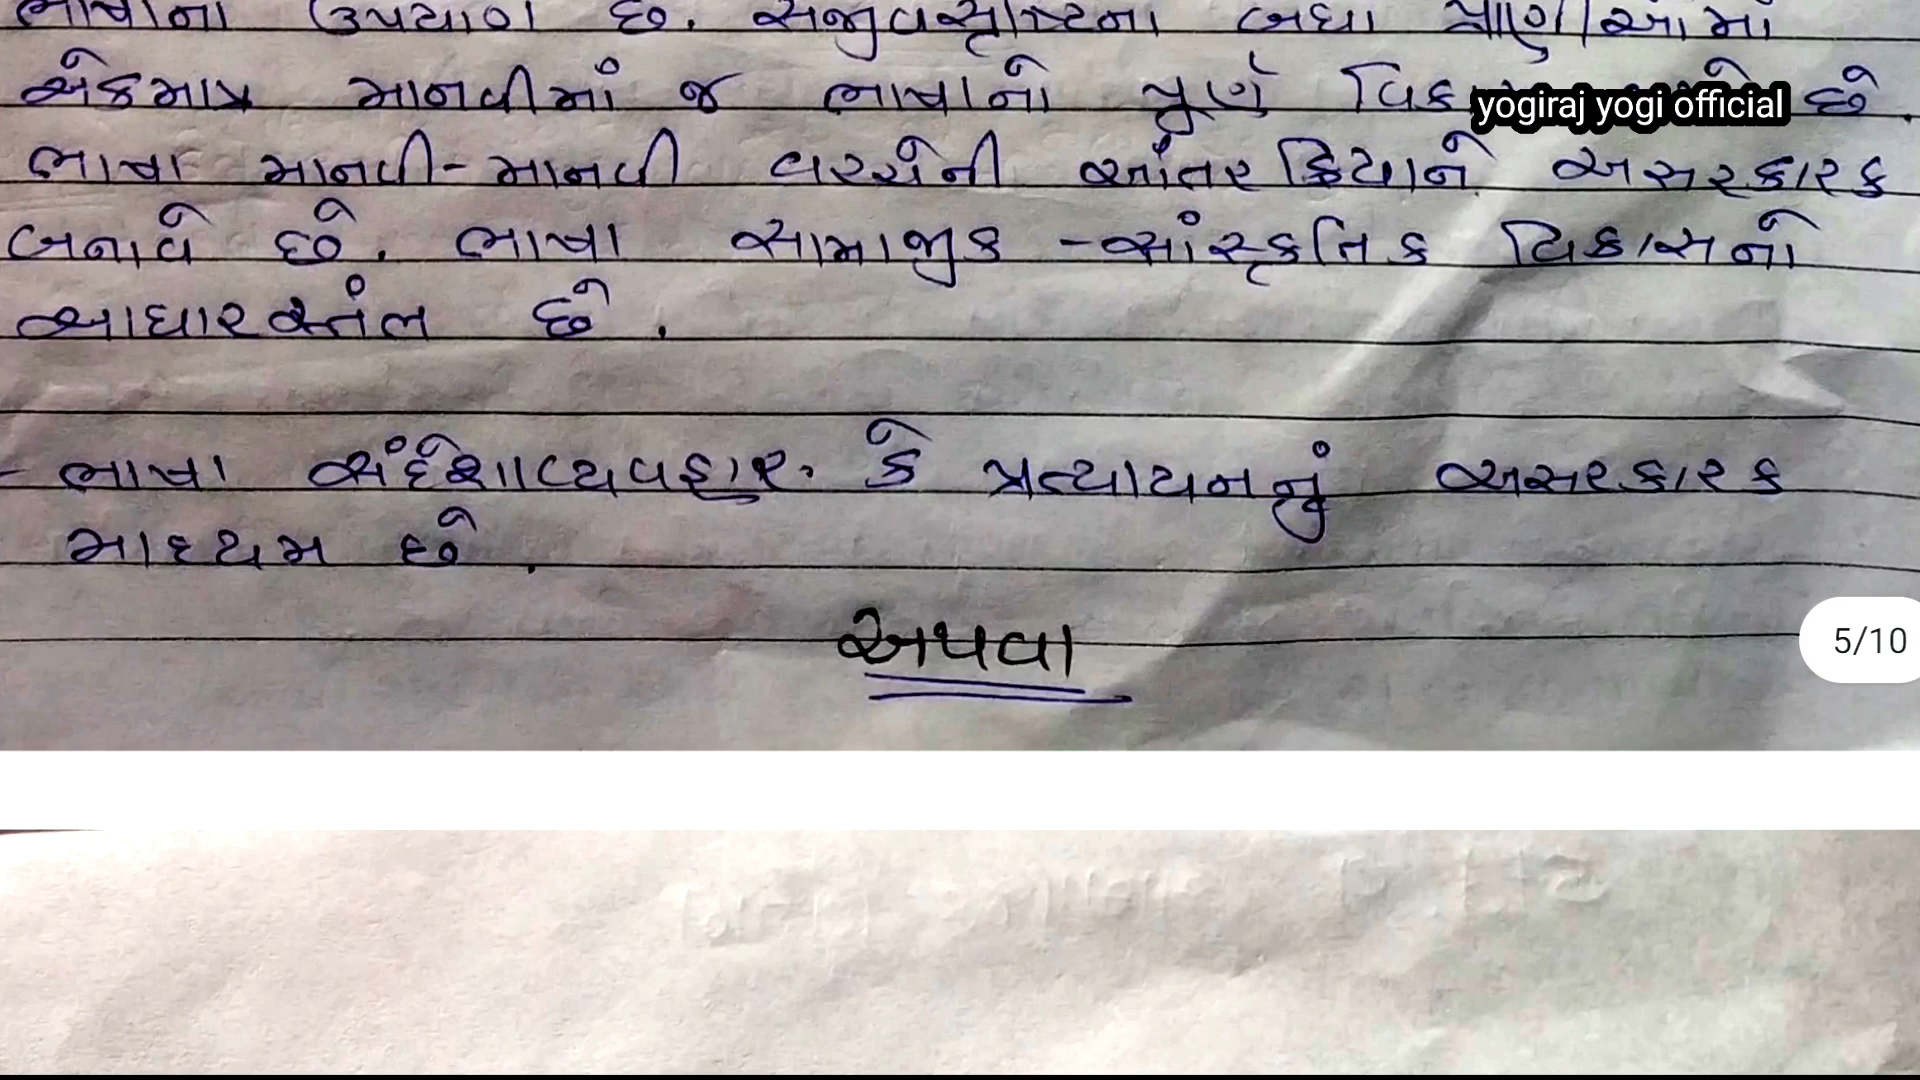 ભાષાના ઉપયોગ છે. સજીવસૃષ્ટિના બધા પ્રાણીઓમાં
એકમાત્ર માનવીમાં જ ભાષાનો પૂર્ણ છે.
yogiraj yogi official
ભાષા માનવી-માનવી વચ્ચેની આંતરક્રિયાને અસરકારક
બનાવે છે. ભાષા સામાજીક -સાંસ્કૃતિક વિકાસનો
આધારસ્તંભ છે.
- ભાષા સંદેશાવ્યવહાર. કે પ્રત્યાયનનું અસરકારક
માધ્યમ છે.
અથવા
5/10